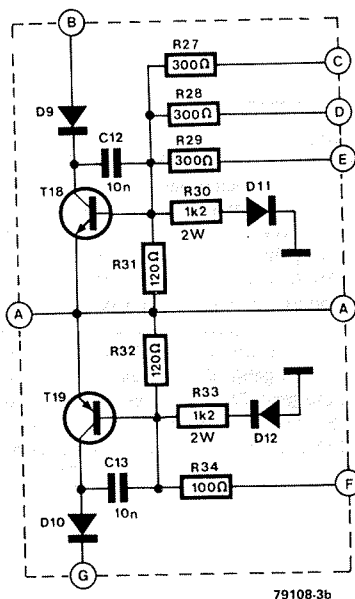 B
R27
300Ω
C
R28
300Ω
D
D9
C12
10n
R29
300Ω
E
T18
R30
1k2
2W
D11
R31
120Ω
A
A
R32
120Ω
T19
R33
1k2
2W
D12
C13
10n
R34
100Ω
F
D10
G
79108-3b